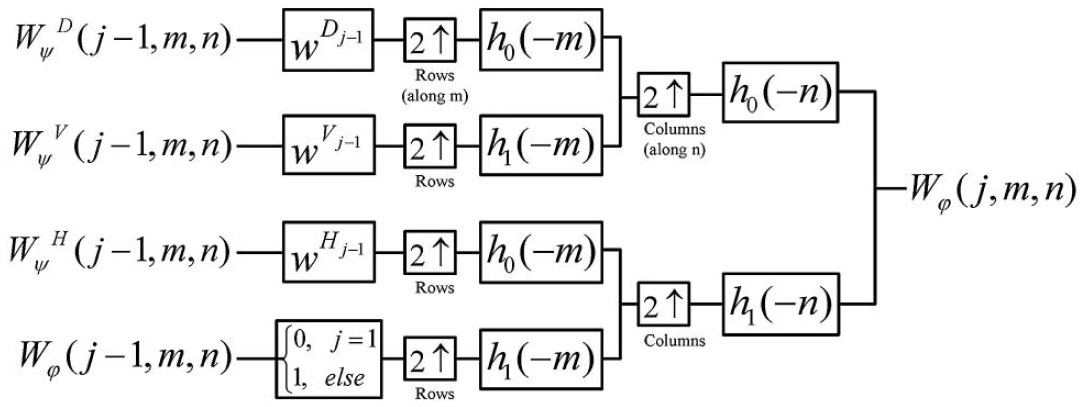 W_ψ^D(j−1,m,n) w^{D_{j−1}} 2↑ h_0(−m)
Rows
(along m)
2↑ h_0(−n)
Columns
(along n)
W_ψ^V(j−1,m,n) w^{V_{j−1}} 2↑ h_1(−m)
Rows
W_φ(j,m,n)
W_ψ^H(j−1,m,n) w^{H_{j−1}} 2↑ h_0(−m)
Rows
2↑ h_1(−n)
Columns
W_φ(j−1,m,n) {0, j=1 2↑ h_1(−m)
1, else
Rows